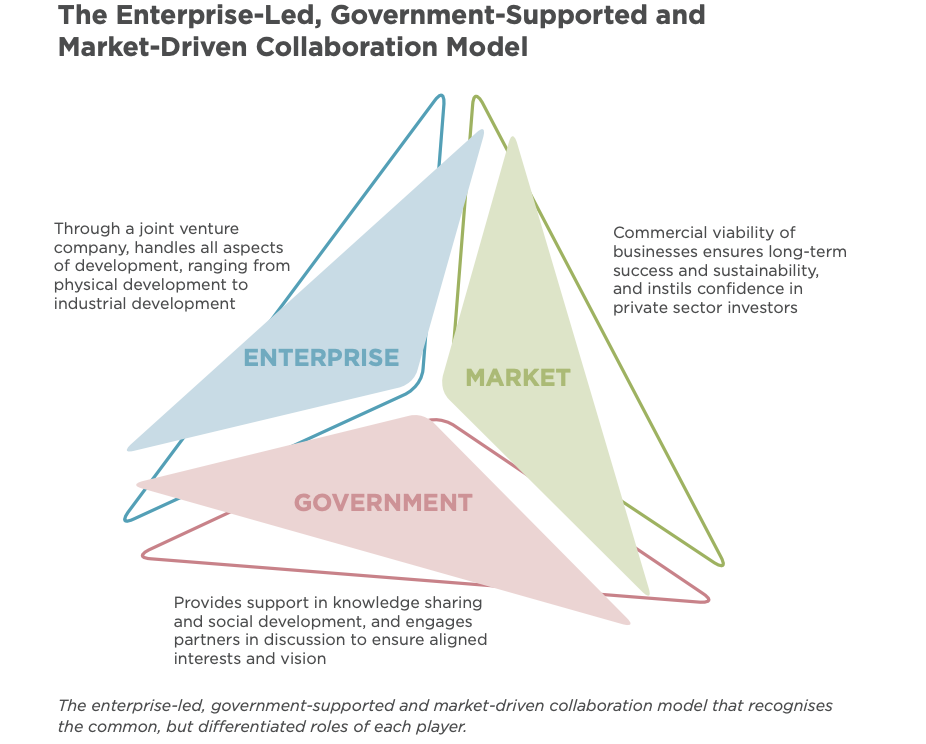 The Enterprise-Led, Government-Supported and
Market-Driven Collaboration Model
Through a joint venture
company, handles all aspects
of development, ranging from
physical development to
industrial development
Commercial viability of
businesses ensures long-term
success and sustainability,
and instils confidence in
private sector investors
ENTERPRISE
MARKET
GOVERNMENT
Provides support in knowledge sharing
and social development, and engages
partners in discussion to ensure aligned
interests and vision
The enterprise-led, government-supported and market-driven collaboration model that recognises
the common, but differentiated roles of each player.